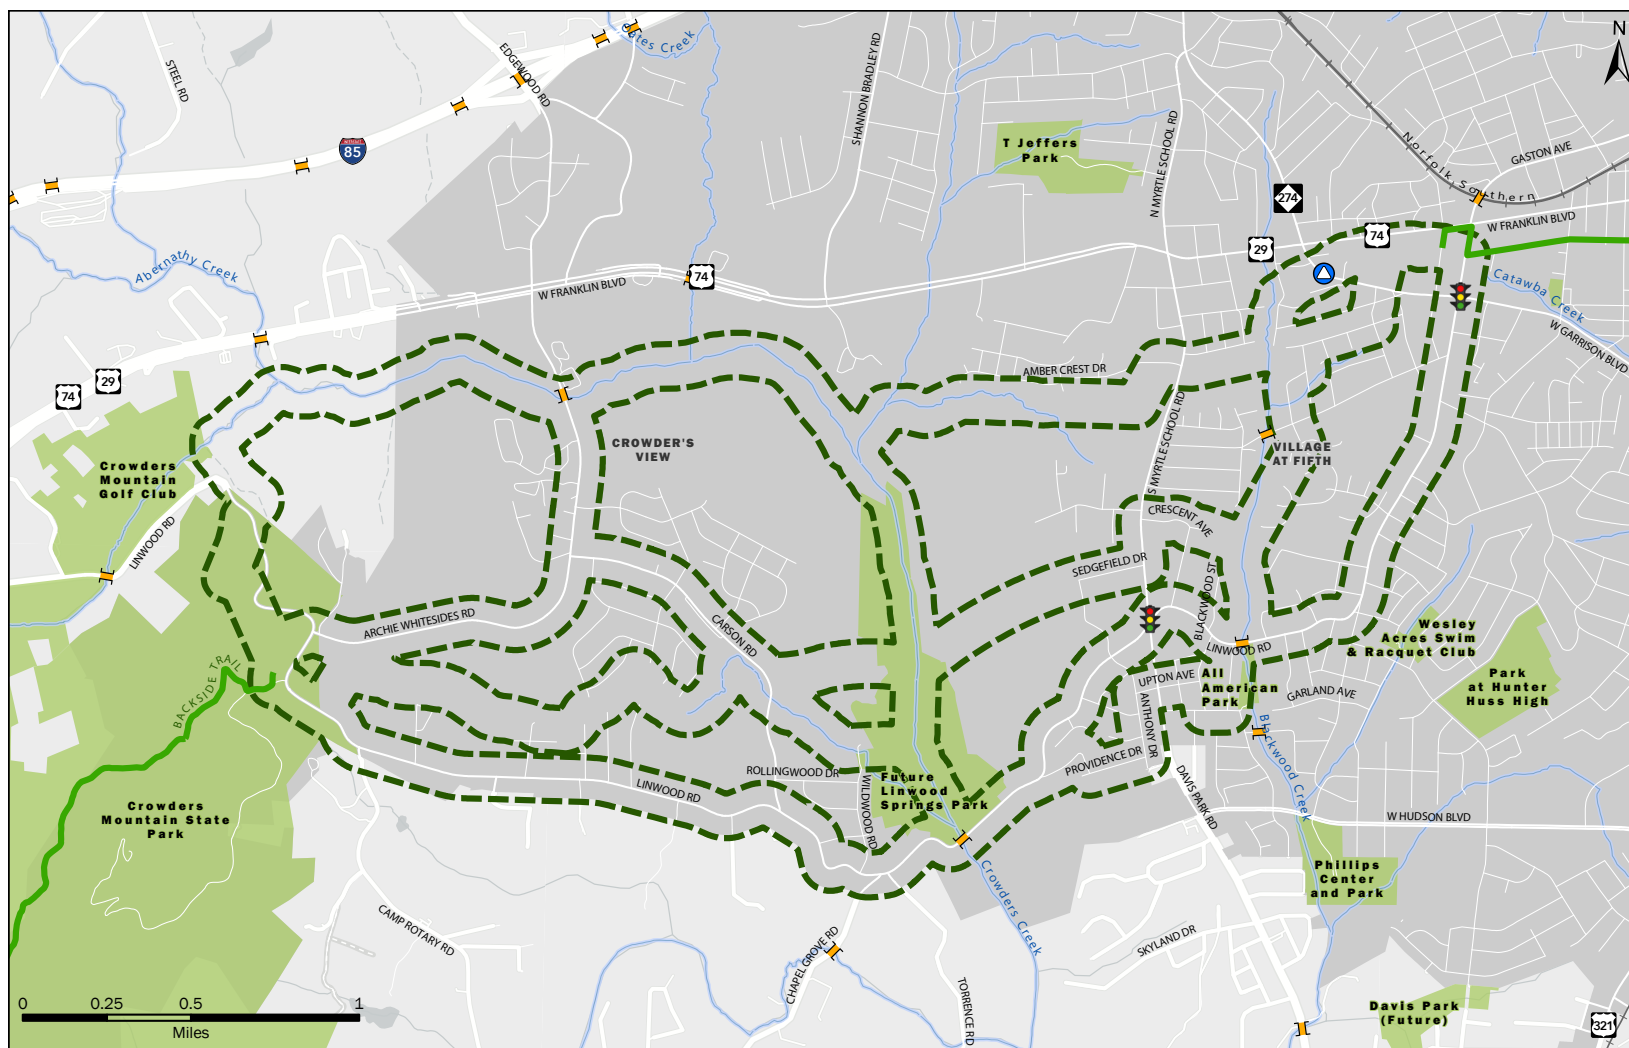 N
Oates Creek
EDGEWOOD RD
STEEL RD
SHANNON BRADLEY RD
INTERSTATE
85
T Jeffers
Park
N MYRTLE SCHOOL RD
Norfolk Southern
GASTON AVE
274
W FRANKLIN BLVD
74
29
Abernathy Creek
74
W FRANKLIN BLVD
Catawba Creek
W GARRISON BLVD
29
74
AMBER CREST DR
S MYRTLE SCHOOL RD
CROWDER'S
VIEW
VILLAGE
AT FIFTH
Crowders
Mountain
Golf Club
LINWOOD RD
CRESCENT AVE
SEDGEFIELD DR
BLACKWOOD ST
ARCHIE WHITESIDES RD
CARSON RD
LINWOOD RD
Wesley
Acres Swim
& Racquet Club
BACKSIDE TRAIL
UPTON AVE
All
American
Park
GARLAND AVE
Park
at Hunter
Huss High
ANTHONY DR
Blackwood Creek
PROVIDENCE DR
ROLLINGWOOD DR
LINWOOD RD
WILDWOOD RD
Future
Linwood
Springs Park
DAVIS PARK RD
Crowders
Mountain State
Park
W HUDSON BLVD
Phillips
Center
and Park
Crowders Creek
CAMP ROTARY RD
CHAPEL GROVE RD
SKYLAND DR
TORRENCE RD
0 0.25 0.5 1
Miles
Davis Park
(Future)
321